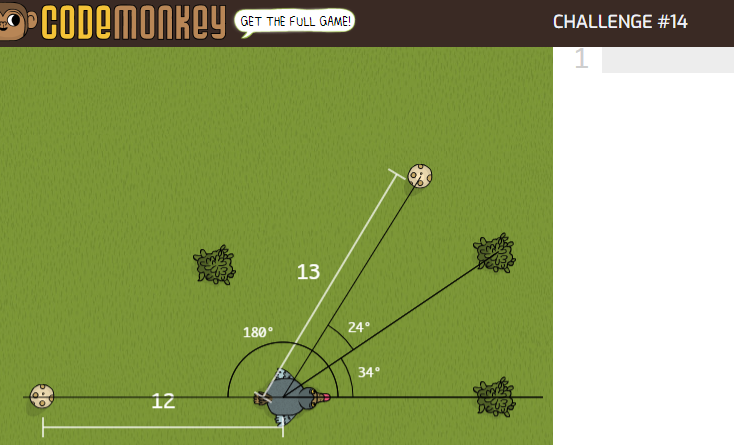 CODEMONKEY
GET THE FULL GAME!
CHALLENGE #14
1
13
24°
180°
34°
12